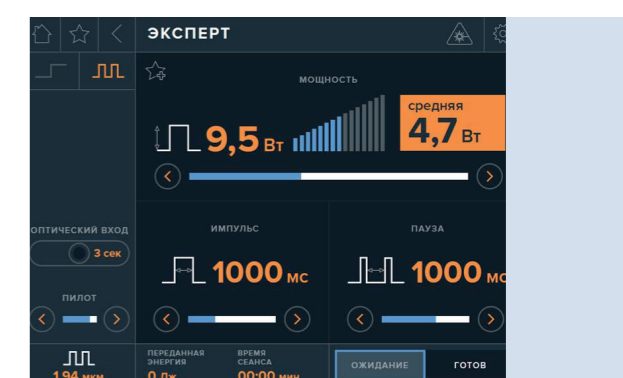 ЭКСПЕРТ
МОЩНОСТЬ
9,5 Вт
средняя
4,7 Вт
ОПТИЧЕСКИЙ ВХОД
3 сек
ИМПУЛЬС
1000 мс
ПАУЗА
1000 мс
ПИЛОТ
1.94 мкм
ПЕРЕДАННАЯ
ЭНЕРГИЯ
0 Дж
ВРЕМЯ
СЕАНСА
00:00 мин
ОЖИДАНИЕ
ГОТОВ